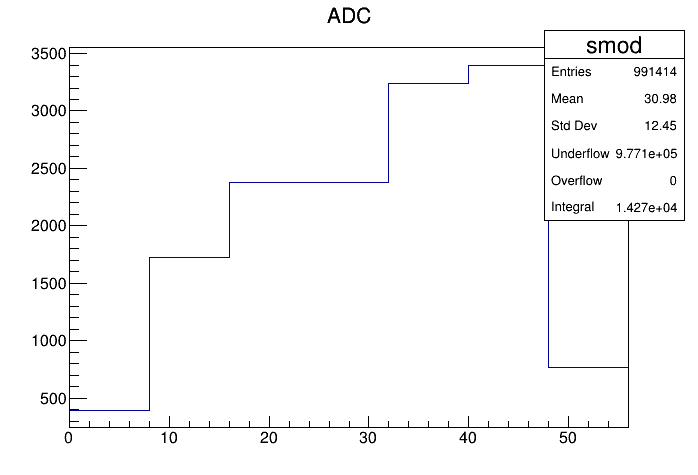 ADC
smod
Entries 991414
Mean 30.98
Std Dev 12.45
Underflow 9.771e+05
Overflow 0
Integral 1.427e+04
3500
3000
2500
2000
1500
1000
500
0 10 20 30 40 50